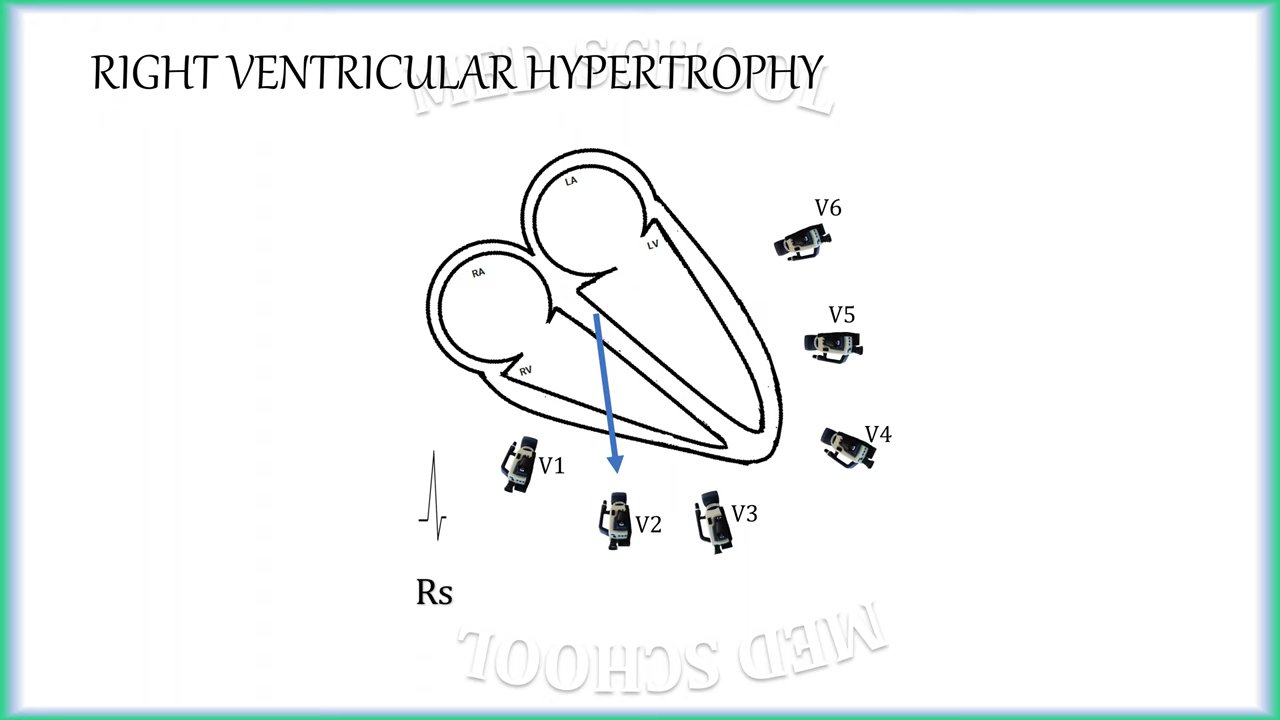 RIGHT VENTRICULAR HYPERTROPHY
MED SCHOOL
LA
V6
LV
RA
V5
RV
V4
V1
V3
V2
Rs
MED SCHOOL